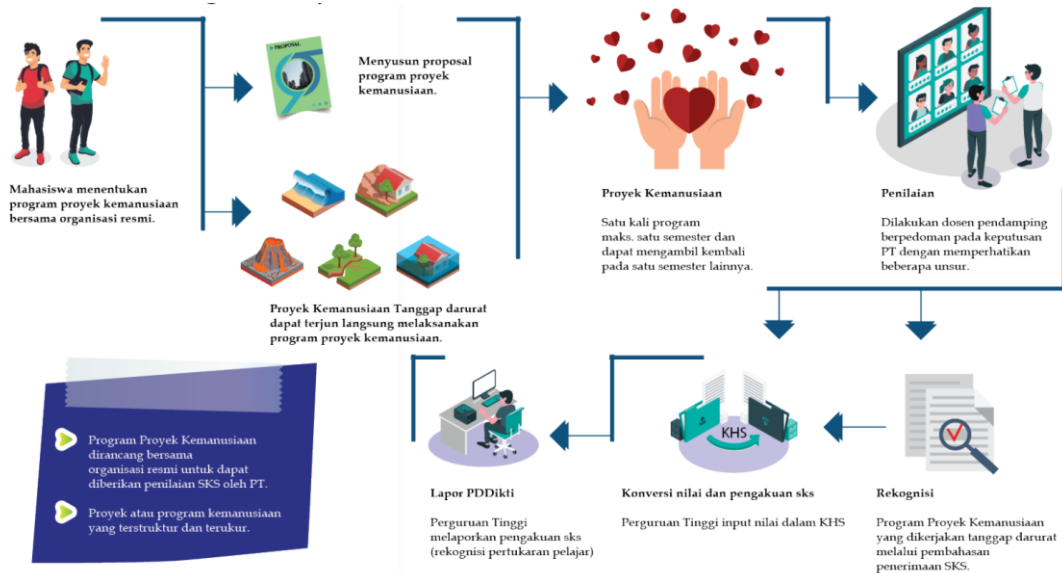 PROPOSAL
Menyusun proposal
program proyek
kemanusiaan.
Mahasiswa menentukan
program proyek kemanusiaan
bersama organisasi resmi.
Proyek Kemanusiaan Tanggap darurat
dapat terjun langsung melaksanakan
program proyek kemanusiaan.
Proyek Kemanusiaan
Satu kali program
maks. satu semester dan
dapat mengambil kembali
pada satu semester lainnya.
Penilaian
Dilakukan dosen pendamping
berpedoman pada keputusan
PT dengan memperhatikan
beberapa unsur.
Rekognisi
Program Proyek Kemanusiaan
yang dikerjakan tanggap darurat
melalui pembahasan
penerimaan SKS.
KHS
Konversi nilai dan pengakuan sks
Perguruan Tinggi input nilai dalam KHS
Lapor PDDikti
Perguruan Tinggi
melaporkan pengakuan sks
(rekognisi pertukaran pelajar)
Program Proyek Kemanusiaan
dirancang bersama
organisasi resmi untuk dapat
diberikan penilaian SKS oleh PT.
Proyek atau program kemanusiaan
yang terstruktur dan terukur.